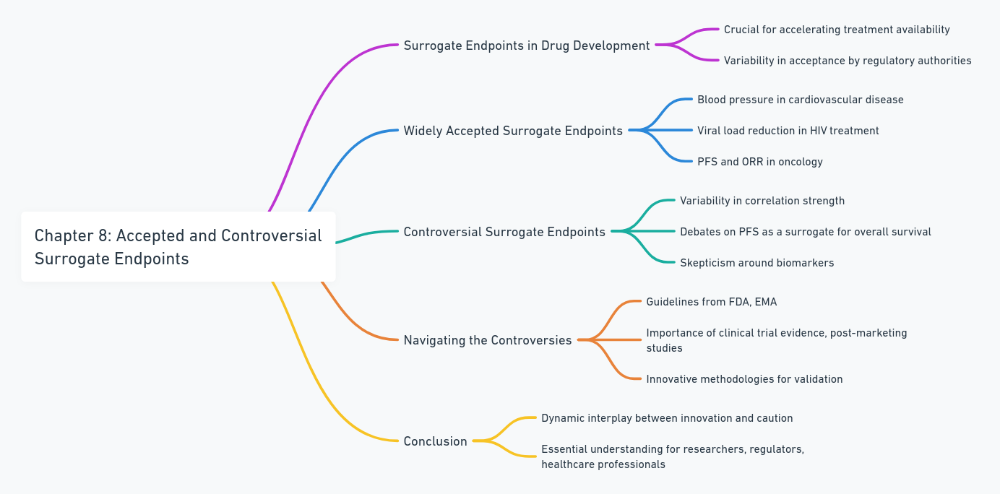 Chapter 8: Accepted and Controversial
Surrogate Endpoints
Surrogate Endpoints in Drug Development
Crucial for accelerating treatment availability
Variability in acceptance by regulatory authorities
Widely Accepted Surrogate Endpoints
Blood pressure in cardiovascular disease
Viral load reduction in HIV treatment
PFS and ORR in oncology
Controversial Surrogate Endpoints
Variability in correlation strength
Debates on PFS as a surrogate for overall survival
Skepticism around biomarkers
Navigating the Controversies
Guidelines from FDA, EMA
Importance of clinical trial evidence, post-marketing
studies
Innovative methodologies for validation
Conclusion
Dynamic interplay between innovation and caution
Essential understanding for researchers, regulators,
healthcare professionals